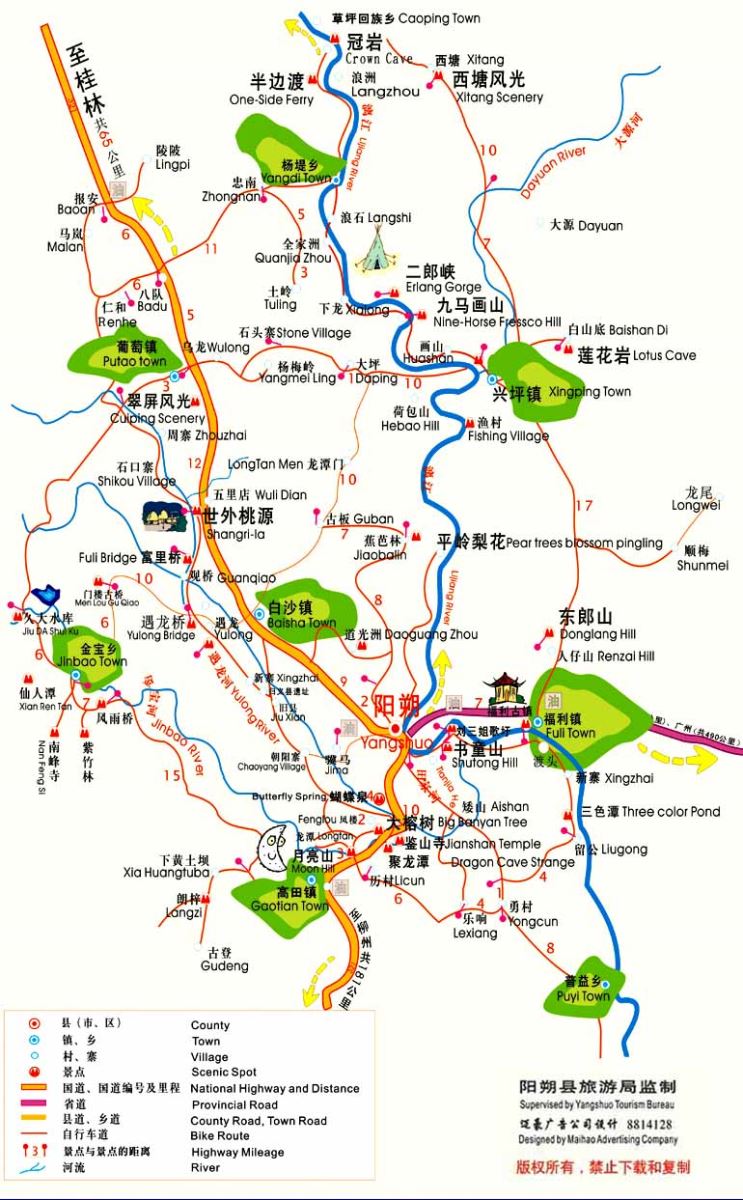 草坪回族乡 Caoping Town
冠岩
Crown Cave
西塘 Xitang
西塘风光
Xitang Scenery
半边渡
One-Side Ferry
浪洲
Langzhou
至桂林
共65公里
漓江
Lijiang River
10
大源河
Dayuan River
陵陂
Lingpi
油
杨堤乡
Yangdi Town
忠南
Zhongnan
报安
Baoan
马岚
Malan
6
11
5
7
浪石 Langshi
大源 Dayuan
全家洲
Quanjia Zhou
3
二郎峡
Erlang Gorge
土岭
Tuling
6
八队
Badu
仁和
Renhe
5
下龙 Xialong
九马画山
Nine-Horse Fressco Hill
石头寨 Stone Village
白山底 Baishan Di
莲花岩 Lotus Cave
葡萄镇
Putao town
乌龙 Wulong
画山
Huashan
杨梅岭
Yangmei Ling
大坪
Daping
10
3
兴坪镇
Xingping Town
翠屏风光
Cuiping Scenery
荷包山
Hebao Hill
渔村
Fishing Village
周寨 Zhouzhai
12
石口寨
Shikou Village
LongTan Men 龙潭门
10
漓江
五里店 Wuli Dian
龙尾
Longwei
17
世外桃源
Shangri-la
古板 Guban
7
蕉芭林
Jiaobalin
平岭梨花 Pear trees blossom pingling
顺梅
Shunmei
Fuli Bridge 富里桥
观桥 Guanqiao
10
门楼古桥
Men Lou Gu Qiao
Lijiang River
久大水库
Jiu DA Shui Ku
6
6
遇龙桥
Yulong Bridge
遇龙
Yulong
白沙镇
Baisha Town
8
东郎山
Donglang Hill
人仔山 Renzai Hill
道光洲 Daoguang Zhou
金宝乡
Jinbao Town
遇龙河 Yulong River
新寨 Xingzhai
归义县遗址
旧县
Jiu Xian
9
2
仙人潭
Xian Ren Tan
7
风雨桥
阳朔
Yangshuo
油
7
油
福利古镇
福利镇
Fuli Town
广州(共490公里)
南峰寺
Nan Feng Si
紫竹林
Jinbao River
15
油
朝阳寨
Chaoyang Village
骥马
Jima
刘三姐歌圩
书童山
Shutong Hill
渡头
新寨 Xingzhai
田家河
Tianjia He
Butterfly Spring 蝴蝶泉
4
10
矮山 Aishan
三色潭 Three color Pond
Fenglou 凤楼
2
大榕树 Big Banyan Tree
龙潭 Longtan
月亮山
Moon Hill
3
鉴山寺 Jianshan Temple
聚龙潭
Dragon Cave Strange
留公 Liugong
下黄土坝
Xia Huangtuba
高田镇
Gaotian Town
油
历村 Licun
6
4
1
4
朗梓
Langzi
乐响
Lexiang
勇村
Yongcun
8
古登
Gudeng
普益乡
Puyi Town
县（市、区） County
镇、乡 Town
村、寨 Village
景点 Scenic Spot
国道、国道编号及里程 National Highway and Distance
省道 Provincial Road
县道、乡道 County Road, Town Road
自行车道 Bike Route
3 景点与景点的距离 Highway Mileage
河流 River
阳朔县旅游局监制
Supervised by Yangshuo Tourism Bureau
迈豪广告公司设计 8814128
Designed by Maihao Advertising Company
版权所有，禁止下载和复制